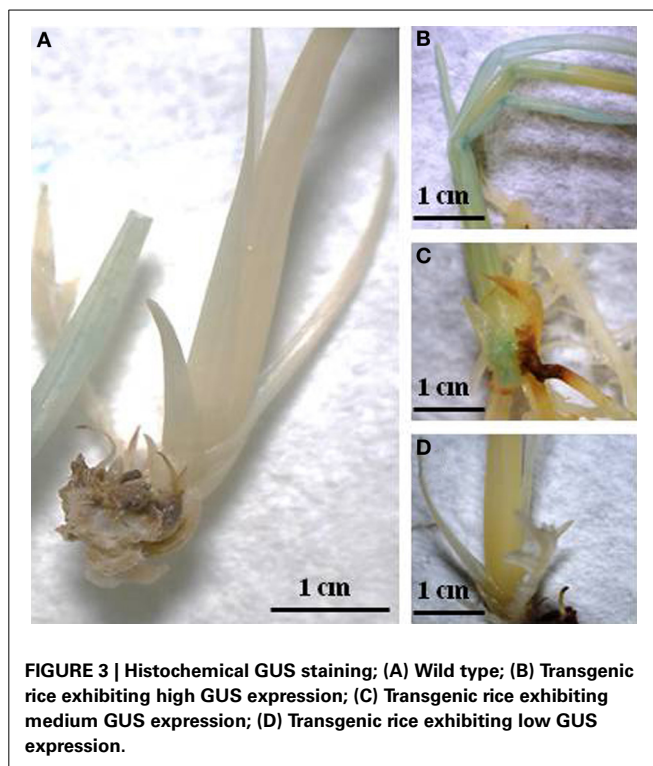 A
B
1 cm
C
1 cm
D
1 cm
1 cm
FIGURE 3 | Histochemical GUS staining; (A) Wild type; (B) Transgenic
rice exhibiting high GUS expression; (C) Transgenic rice exhibiting
medium GUS expression; (D) Transgenic rice exhibiting low GUS
expression.